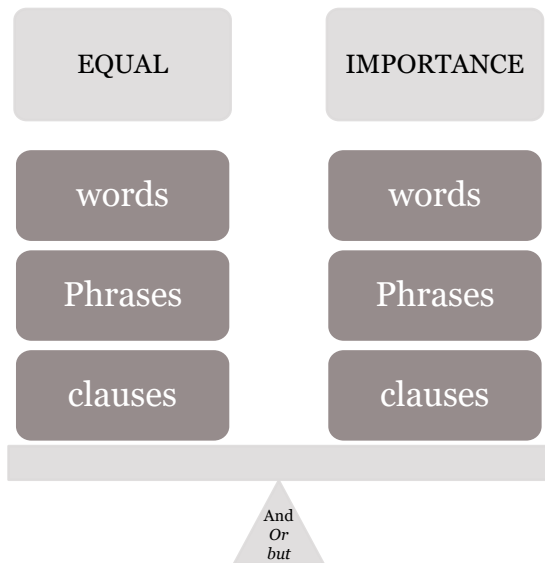 EQUAL
IMPORTANCE
words
words
Phrases
Phrases
clauses
clauses
And
Or
but